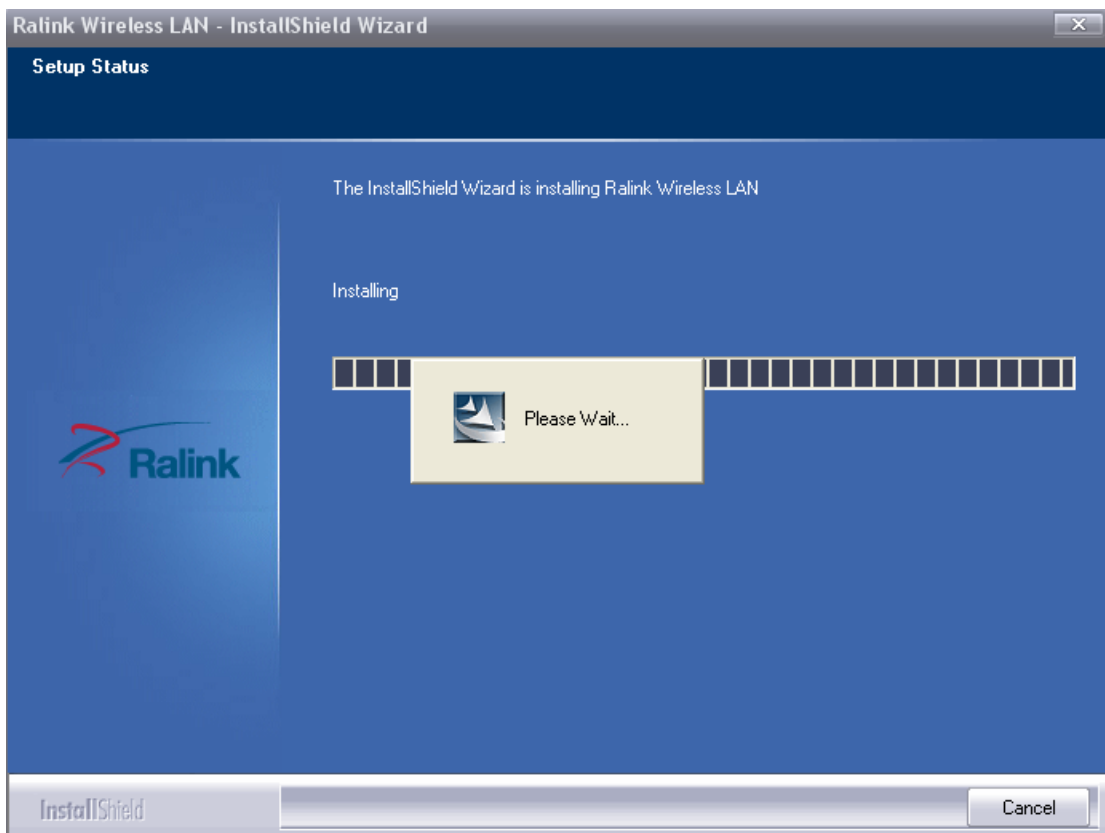 Ralink Wireless LAN - InstallShield Wizard
Setup Status
The InstallShield Wizard is installing Ralink Wireless LAN
Installing
Please Wait...
Ralink
InstallShield
Cancel